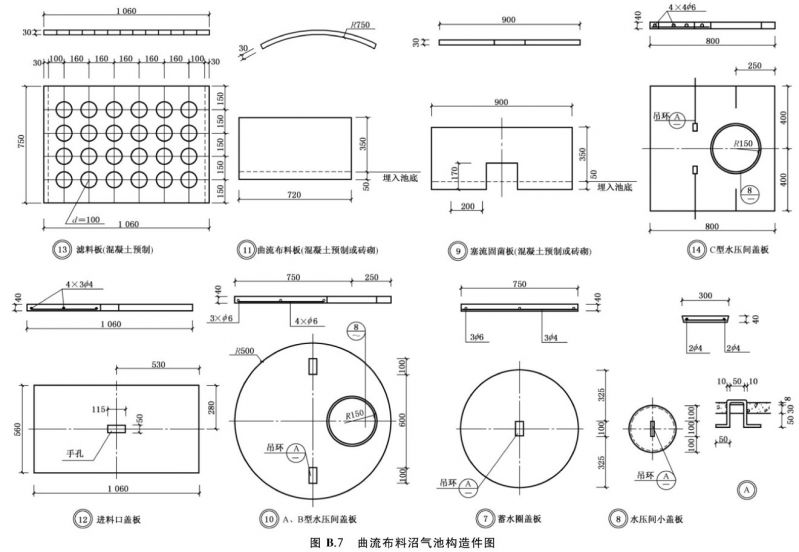 1 060
30
30 100 160 160 160 160 100 30
750
150
150
150
150
d=100
1 060
⑬ 滤料板(混凝土预制)
R750
30
350
50
埋入池底
720
⑪ 曲流布料板(混凝土预制或砖砌)
900
40
900
170
350
50
埋入池底
200
⑨ 塞流固菌板(混凝土预制或砖砌)
4×4ϕ6
40
800
250
吊环 A
R150
8
400
400
800
⑭ C型水压间盖板
4×3ϕ4
40
1 060
530
115
50
280
560
手孔
1 060
⑫ 进料口盖板
750 250
40
3×ϕ6
4×ϕ6
8
R500
R150
100
600
100
吊环 A
⑩ A、B型水压间盖板
750
40
3ϕ6 3ϕ4
325
100
100
325
吊环 A
⑦ 蓄水圈盖板
300
40
2ϕ4 2ϕ4
100
100
100
吊环 A
⑧ 水压间小盖板
10 50 10
8
30
50
50
A
图 B.7 曲流布料沼气池构造件图